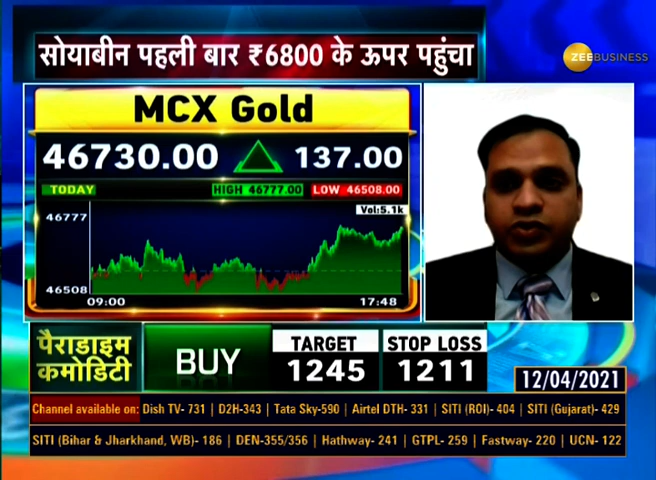 सोयाबीन पहली बार ₹6800 के ऊपर पहुंचा
ZEEBUSINESS
MCX Gold
46730.00 137.00
TODAY HIGH 46777.00 LOW 46508.00
Vol:5.1k
46777
46508
09:00 17:48
पैराडाइम
कमोडिटी
BUY
TARGET
1245
STOP LOSS
1211
12/04/2021
Channel available on: Dish TV- 731 | D2H-343 | Tata Sky-590 | Airtel DTH- 331 | SITI (ROI)- 404 | SITI (Gujarat)- 429
SITI (Bihar & Jharkhand, WB)- 186 | DEN-355/356 | Hathway- 241 | GTPL- 259 | Fastway- 220 | UCN- 122